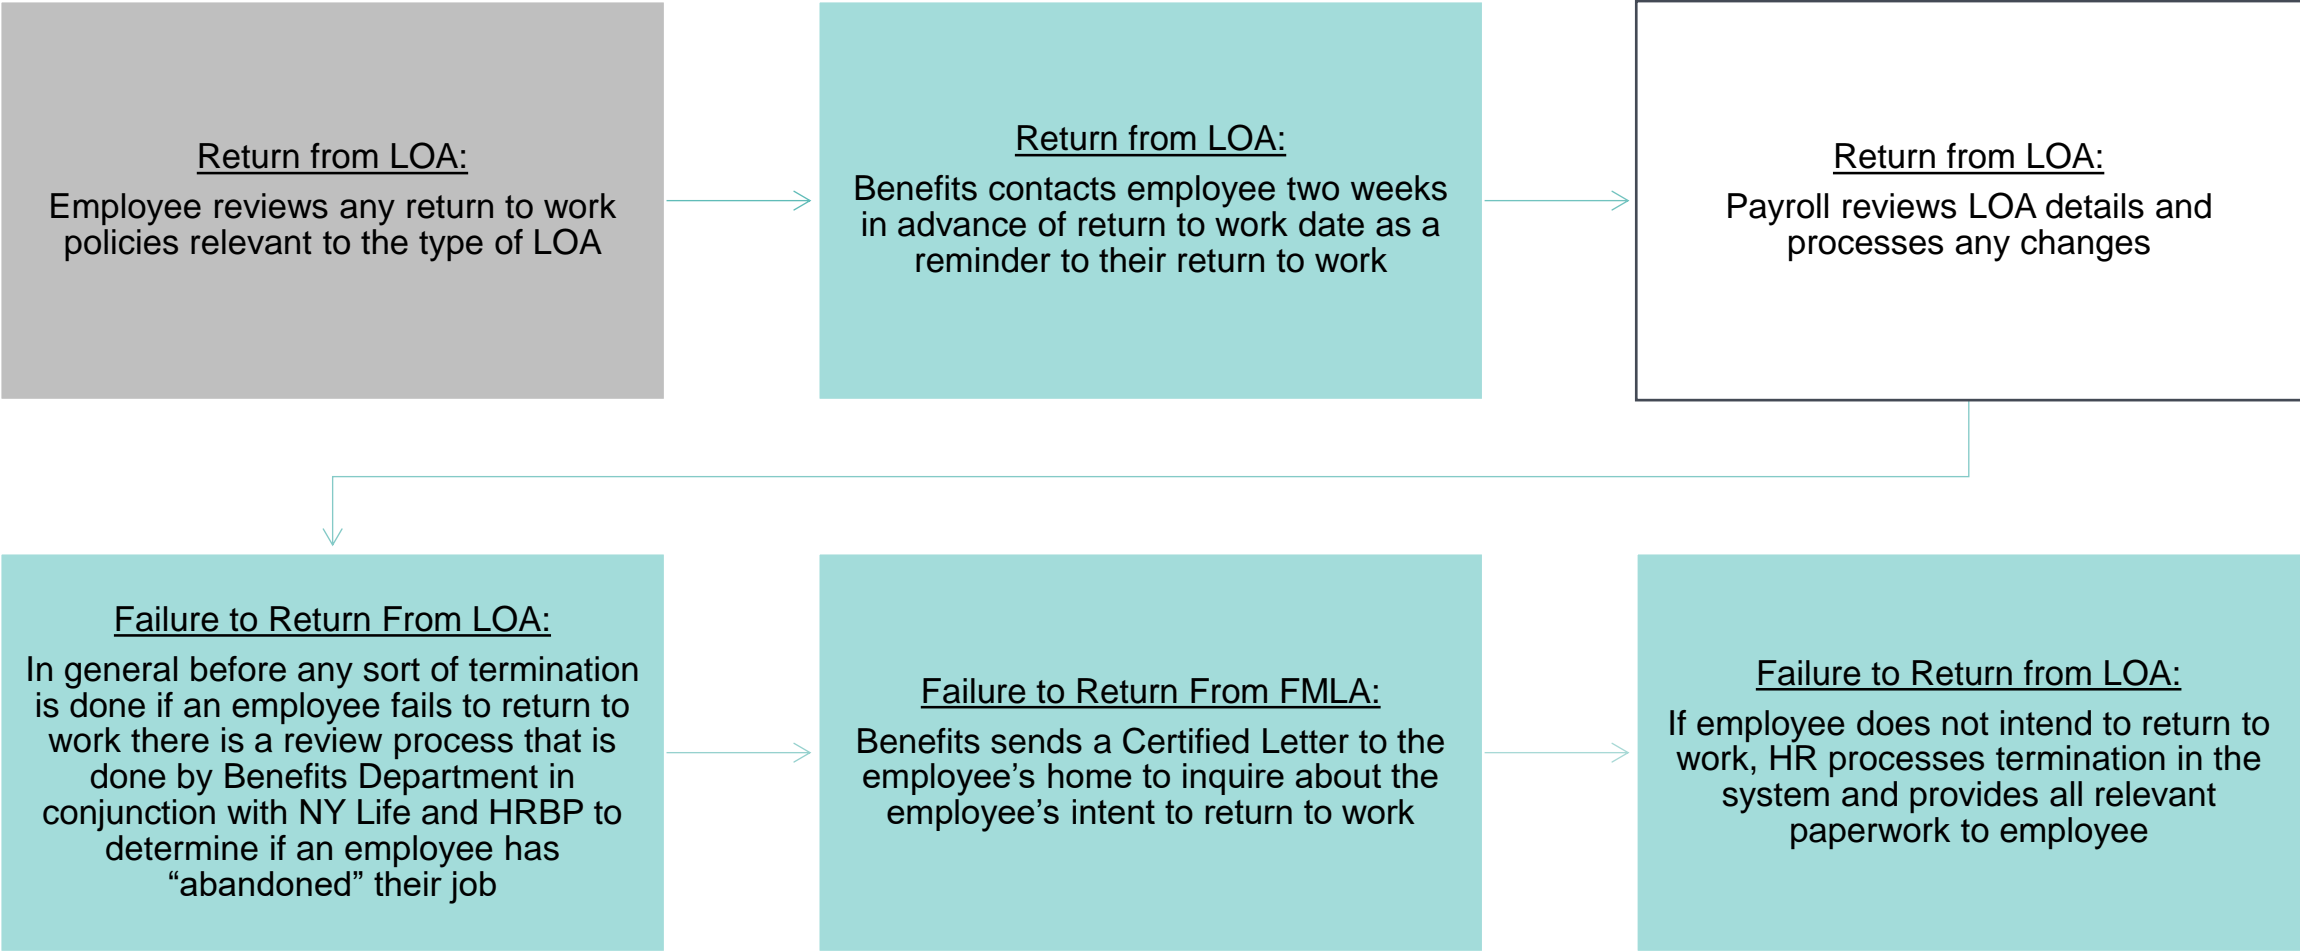 Return from LOA:
Employee reviews any return to work
policies relevant to the type of LOA
Return from LOA:
Benefits contacts employee two weeks
in advance of return to work date as a
reminder to their return to work
Return from LOA:
Payroll reviews LOA details and
processes any changes
Failure to Return From LOA:
In general before any sort of termination
is done if an employee fails to return to
work there is a review process that is
done by Benefits Department in
conjunction with NY Life and HRBP to
determine if an employee has
“abandoned” their job
Failure to Return From FMLA:
Benefits sends a Certified Letter to the
employee’s home to inquire about the
employee’s intent to return to work
Failure to Return from LOA:
If employee does not intend to return to
work, HR processes termination in the
system and provides all relevant
paperwork to employee